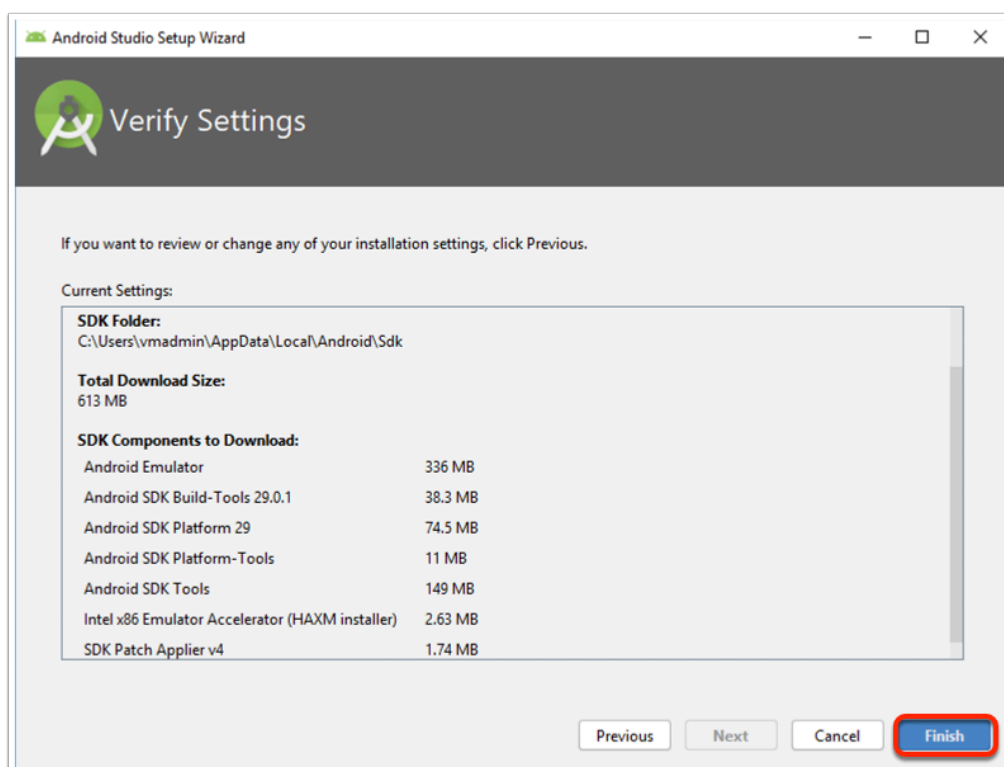 Android Studio Setup Wizard
Verify Settings
If you want to review or change any of your installation settings, click Previous.
Current Settings:
SDK Folder:
C:\Users\vmadmin\AppData\Local\Android\Sdk
Total Download Size:
613 MB
SDK Components to Download:
Android Emulator 336 MB
Android SDK Build-Tools 29.0.1 38.3 MB
Android SDK Platform 29 74.5 MB
Android SDK Platform-Tools 11 MB
Android SDK Tools 149 MB
Intel x86 Emulator Accelerator (HAXM installer) 2.63 MB
SDK Patch Applier v4 1.74 MB
Previous Next Cancel Finish